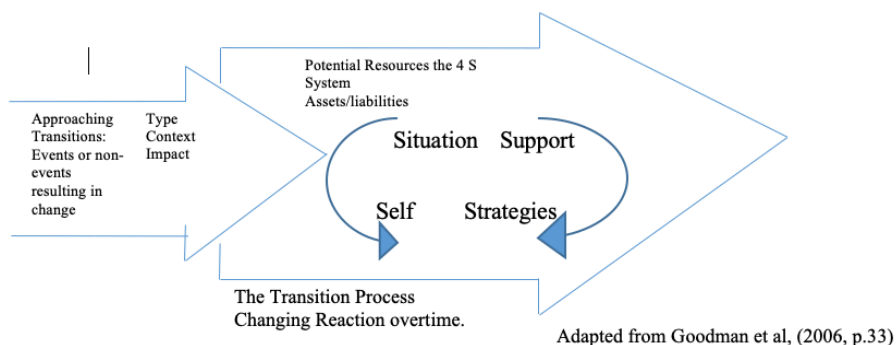 Potential Resources the 4 S
System
Assets/liabilities
Approaching
Transitions:
Events or non-
events
resulting in
change
Type
Context
Impact
Situation Support
Self Strategies
The Transition Process
Changing Reaction overtime.
Adapted from Goodman et al, (2006, p.33)